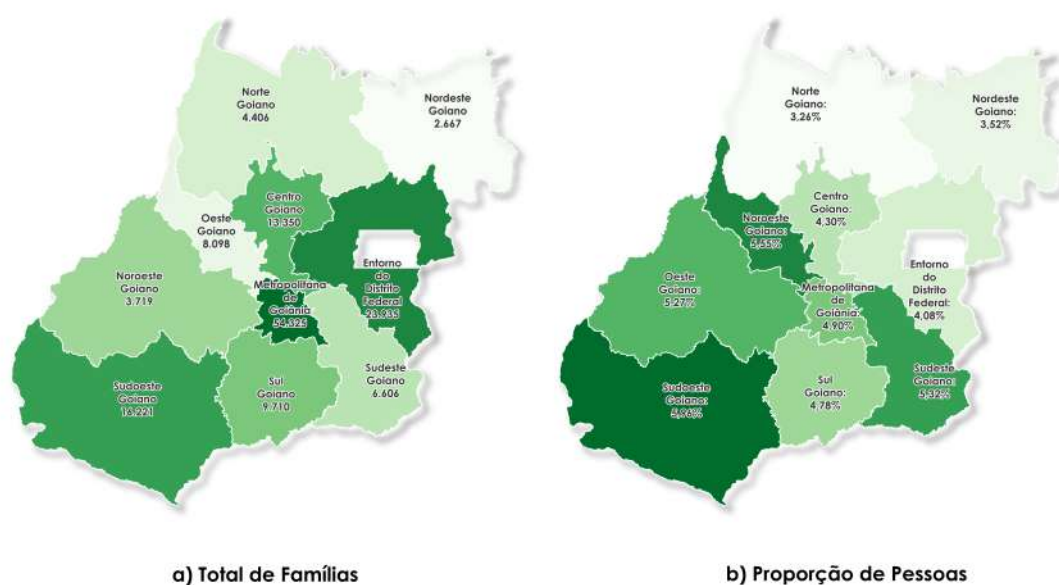 Norte
Goiano
4.406
Nordeste
Goiano
2.667
Centro
Goiano
13.350
Oeste
Goiano
8.098
Entorno
do
Distrito
Federal
23.935
Noroeste
Goiano
3.719
Metropolitana
de
Goiânia
54.325
Sudoeste
Goiano
16.221
Sul
Goiano
9.710
Sudeste
Goiano
6.606
a) Total de Famílias
Norte
Goiano:
3,26%
Nordeste
Goiano:
3,52%
Centro
Goiano:
4,30%
Noroeste
Goiano:
5,55%
Entorno
do
Distrito
Federal:
4,08%
Oeste
Goiano:
5,27%
Metropolitana
de
Goiânia:
4,90%
Sudoeste
Goiano:
5,96%
Sul
Goiano:
4,78%
Sudeste
Goiano:
5,32%
b) Proporção de Pessoas